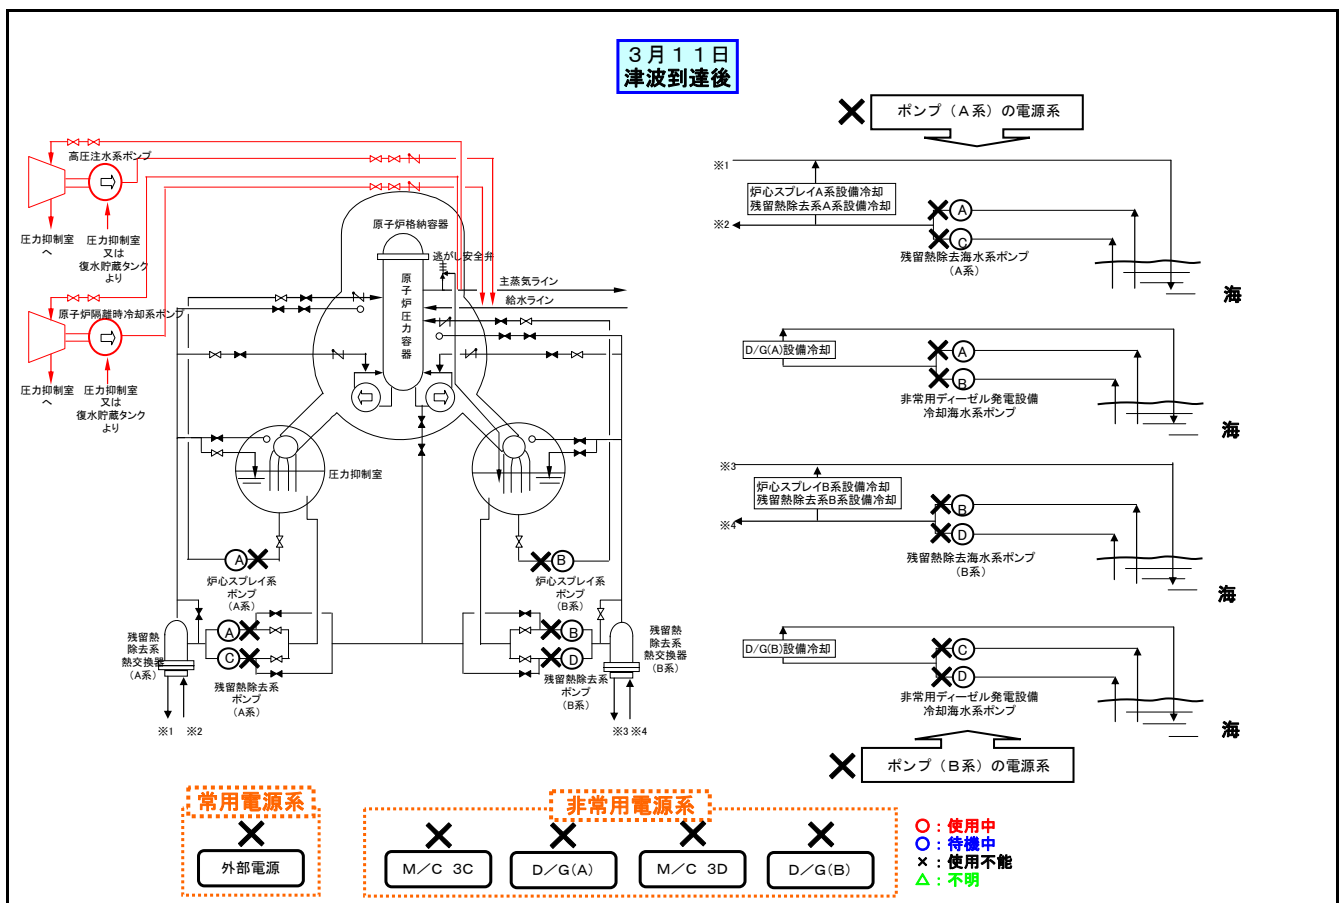 3月11日
津波到達後
ポンプ(A系)の電源系
高圧注水系ポンプ
圧力抑制室
へ
圧力抑制室
又は
復水貯蔵タンク
より
原子炉隔離時冷却系ポンプ
圧力抑制室
へ
圧力抑制室
又は
復水貯蔵タンク
より
原子炉格納容器
逃がし安全弁
主蒸気ライン
給水ライン
原子炉圧力容器
圧力抑制室
A
炉心スプレイ系
ポンプ
(A系)
B
炉心スプレイ系
ポンプ
(B系)
残留熱
除去系
熱交換器
(A系)
A
C
残留熱除去系
ポンプ
(A系)
B
D
残留熱除去系
ポンプ
(B系)
残留熱
除去系
熱交換器
(B系)
※1 ※2
※3 ※4
※1
炉心スプレイA系設備冷却
残留熱除去系A系設備冷却
※2
A
C
残留熱除去海水系ポンプ
(A系)
海
D/G(A)設備冷却
A
B
非常用ディーゼル発電設備
冷却海水系ポンプ
海
※3
炉心スプレイB系設備冷却
残留熱除去系B系設備冷却
※4
B
D
残留熱除去海水系ポンプ
(B系)
海
D/G(B)設備冷却
C
D
非常用ディーゼル発電設備
冷却海水系ポンプ
海
ポンプ(B系)の電源系
常用電源系
外部電源
非常用電源系
M/C 3C
D/G(A)
M/C 3D
D/G(B)
○:使用中
○:待機中
×:使用不能
△:不明